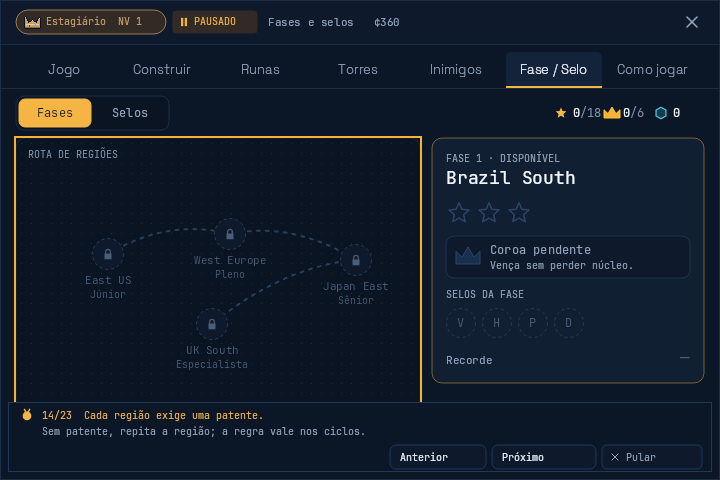 Estagiário NV 1
PAUSADO
Fases e selos
¢360
Jogo
Construir
Runas
Torres
Inimigos
Fase / Selo
Como jogar
Fases
Selos
0/18
0/6
0
ROTA DE REGIÕES
East US
Júnior
West Europe
Pleno
Japan East
Sênior
UK South
Especialista
FASE 1 · DISPONÍVEL
Brazil South
Coroa pendente
Vença sem perder núcleo.
SELOS DA FASE
V H P D
Recorde —
14/23 Cada região exige uma patente.
Sem patente, repita a região; a regra vale nos ciclos.
Anterior
Próximo
Pular